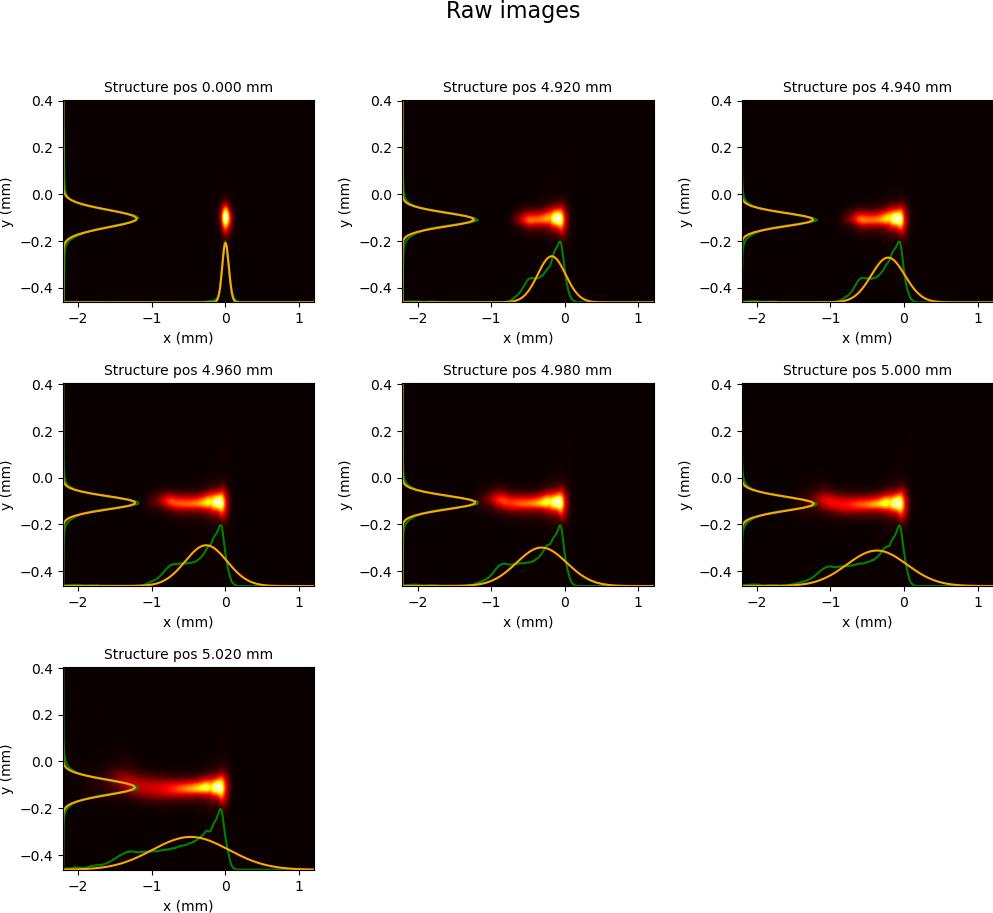 Raw images
Structure pos 0.000 mm
Structure pos 4.920 mm
Structure pos 4.940 mm
0.4
0.2
0.0
−0.2
−0.4
y (mm)
−2
−1
0
1
x (mm)
0.4
0.2
0.0
−0.2
−0.4
y (mm)
−2
−1
0
1
x (mm)
0.4
0.2
0.0
−0.2
−0.4
y (mm)
−2
−1
0
1
x (mm)
Structure pos 4.960 mm
Structure pos 4.980 mm
Structure pos 5.000 mm
0.4
0.2
0.0
−0.2
−0.4
y (mm)
−2
−1
0
1
x (mm)
0.4
0.2
0.0
−0.2
−0.4
y (mm)
−2
−1
0
1
x (mm)
0.4
0.2
0.0
−0.2
−0.4
y (mm)
−2
−1
0
1
x (mm)
Structure pos 5.020 mm
0.4
0.2
0.0
−0.2
−0.4
y (mm)
−2
−1
0
1
x (mm)